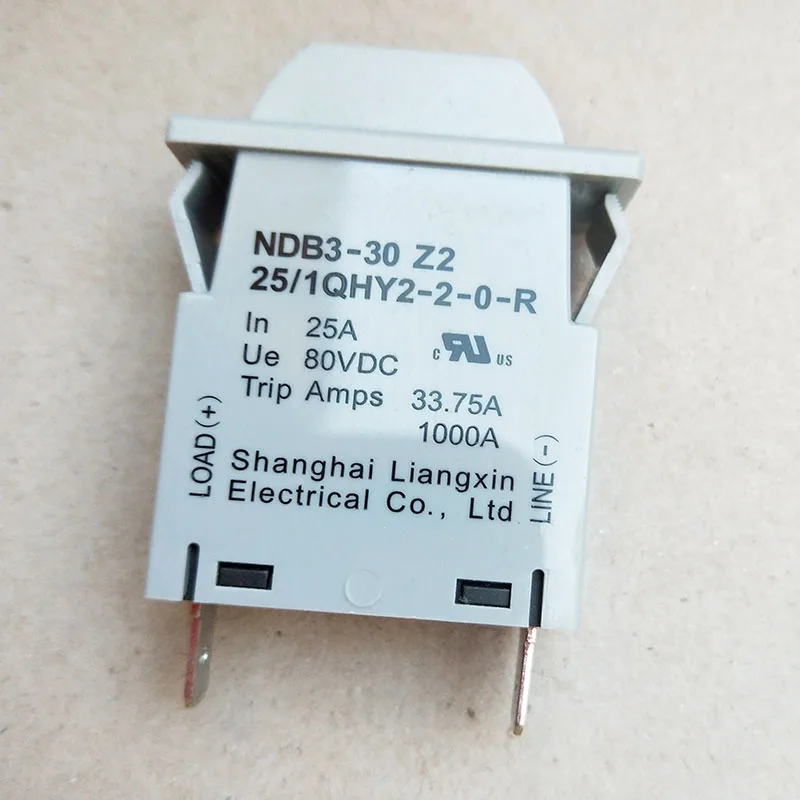 NDB3-30 Z2
25/1QHY2-2-0-R
In 25A
Ue 80VDC
c RU US
Trip Amps 33.75A
1000A
LOAD(+)
Shanghai Liangxin
Electrical Co., Ltd
LINE(-)